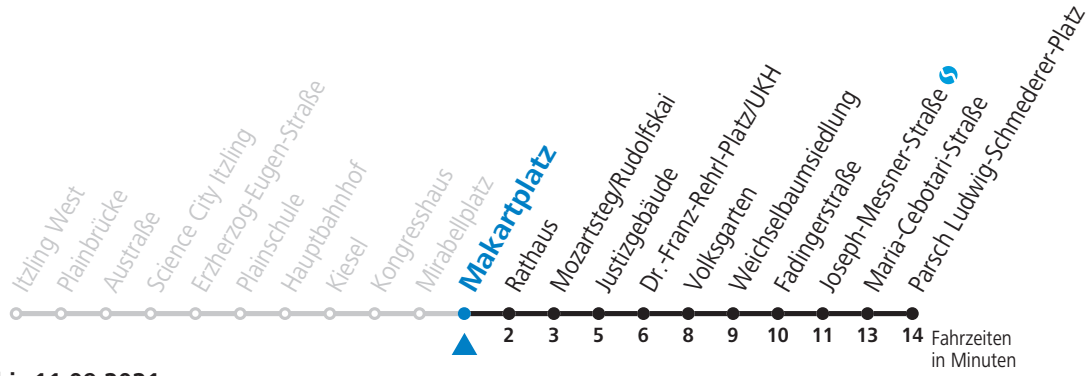 Itzling West
Plainbrücke
Austraße
Science City Itzling
Erzherzog-Eugen-Straße
Plainschule
Hauptbahnhof
Kiesel
Kongresshaus
Mirabellplatz
Makartplatz
Rathaus
Mozartsteg/Rudolfskai
Justizgebäude
Dr.-Franz-Rehrl-Platz/UKH
Volksgarten
Weichselbaumsiedlung
Fadingerstraße
Joseph-Messner-Straße
Maria-Cebotari-Straße
Parsch Ludwig-Schmederer-Platz
2 3 5 6 8 9 10 11 13 14 Fahrzeiten
in Minuten